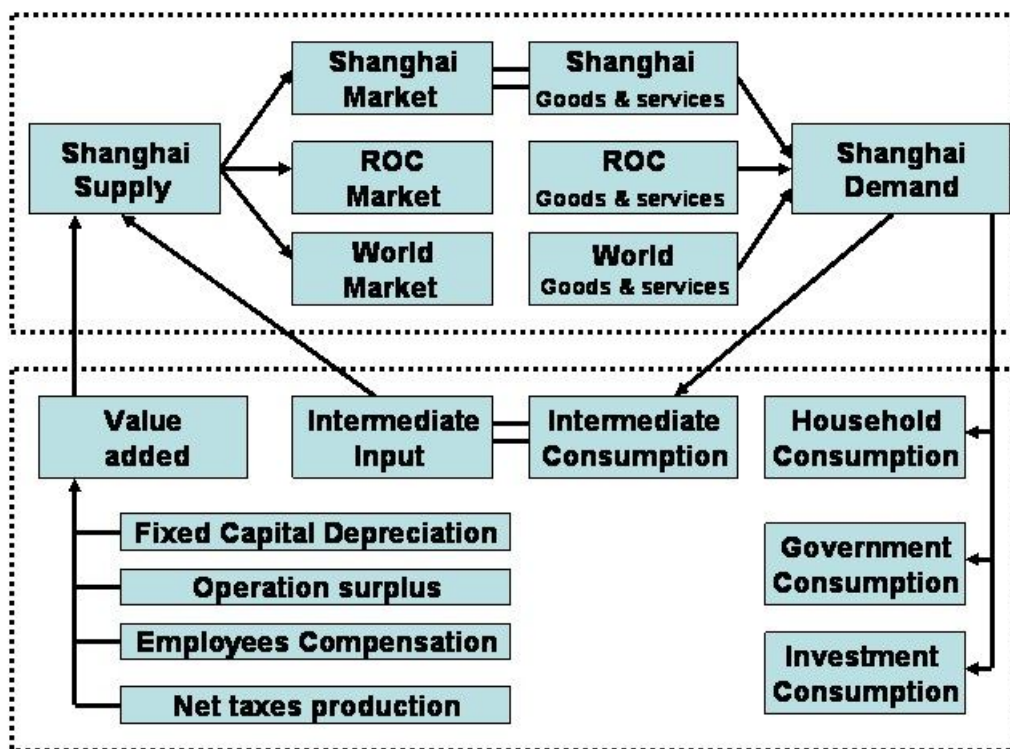 Shanghai
Market
Shanghai
Goods & services
Shanghai
Supply
ROC
Market
ROC
Goods & services
Shanghai
Demand
World
Market
World
Goods & services
Value
added
Intermediate
Input
Intermediate
Consumption
Household
Consumption
Fixed Capital Depreciation
Operation surplus
Employees Compensation
Net taxes production
Government
Consumption
Investment
Consumption